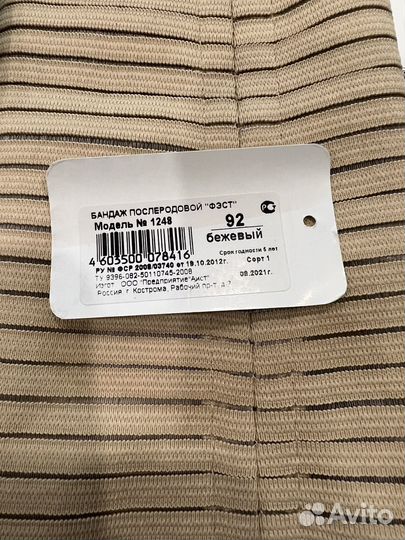 БАНДАЖ ПОСЛЕРОДОВОЙ "ФЭСТ"
Модель № 1248
92
бежевый
4 603500 078416
Срок годности 5 лет
РУ № ФСР 2008/03740 от 19.10.2012г.
Сорт 1
ТУ 9396-082-50110745-2008
Изгот. ООО "Предприятие"Аист"
08.2021г.
Россия, г. Кострома, Рабочий пр-т, д.7
Avito